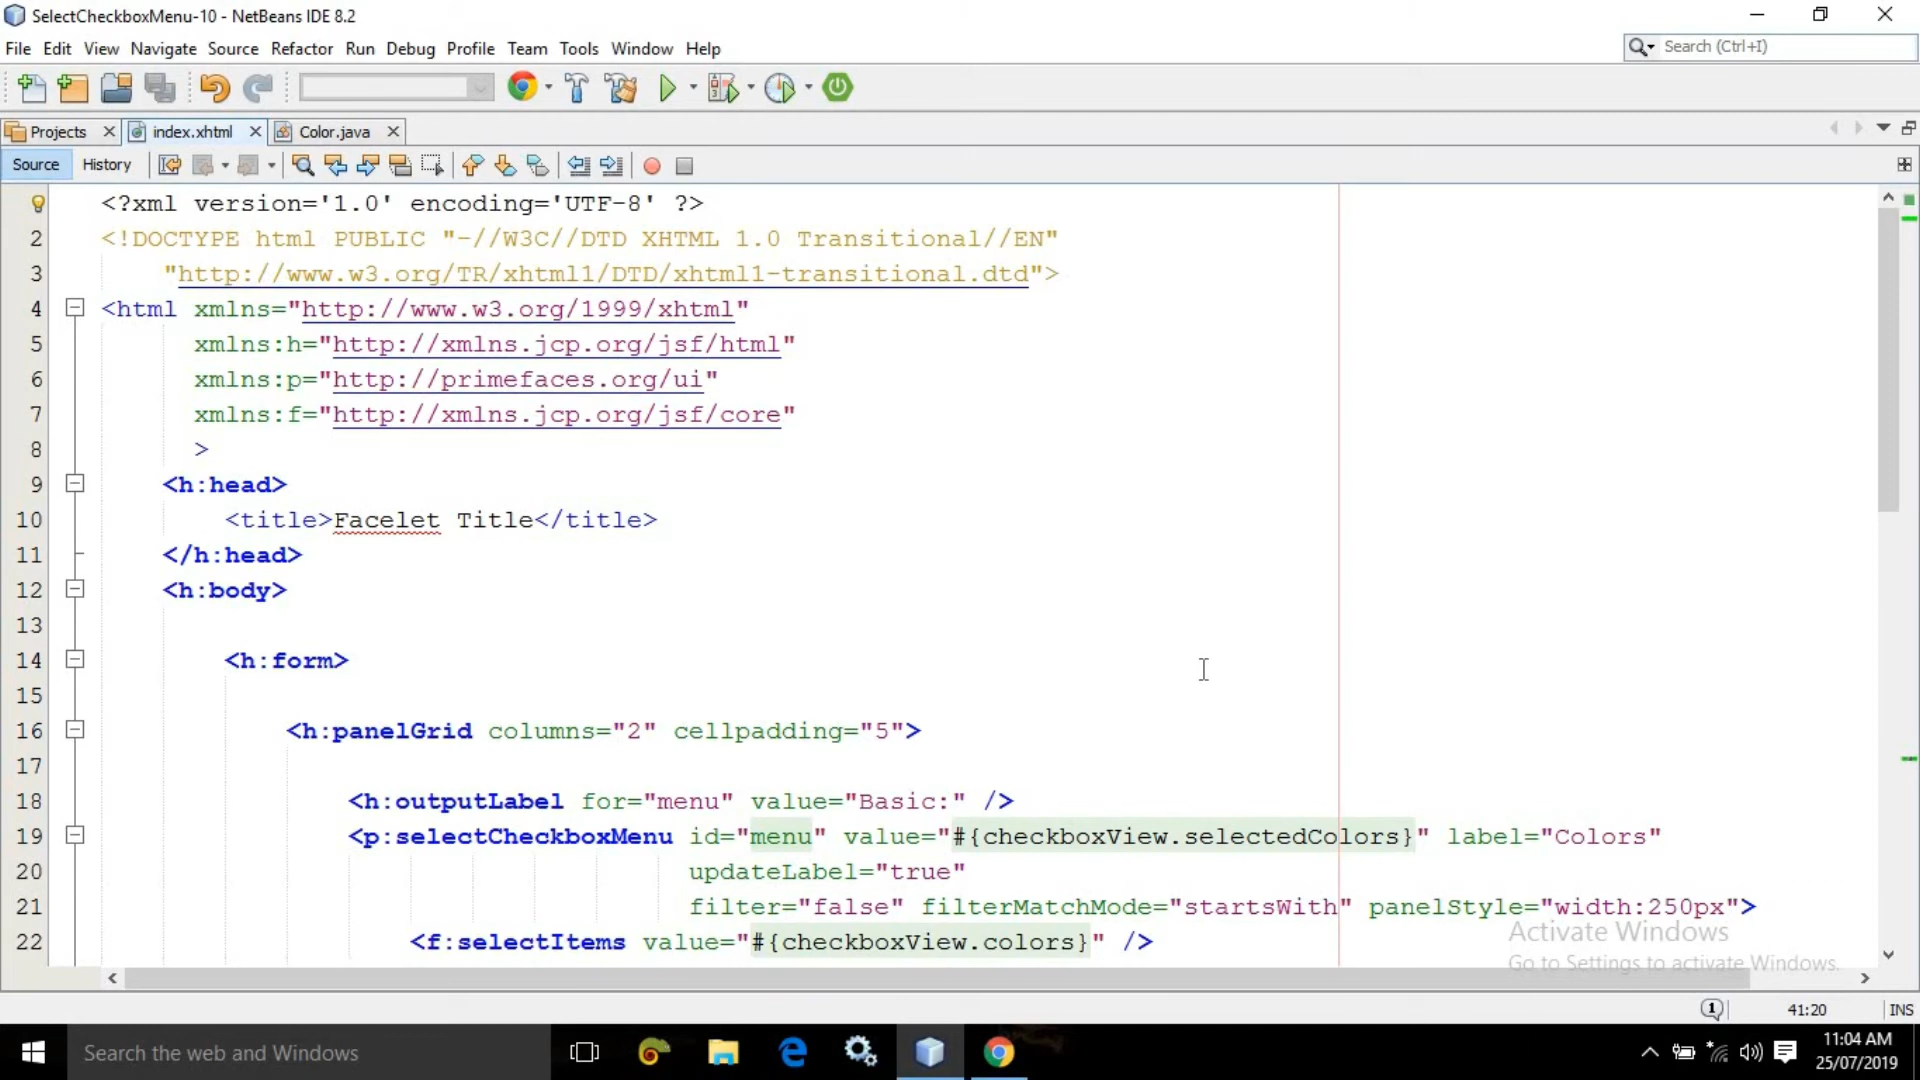 SelectCheckboxMenu-10 - NetBeans IDE 8.2
File Edit View Navigate Source Refactor Run Debug Profile Team Tools Window Help
Search (Ctrl+I)
Projects index.xhtml Color.java
Source History
<?xml version='1.0' encoding='UTF-8' ?>
2 <!DOCTYPE html PUBLIC "-//W3C//DTD XHTML 1.0 Transitional//EN"
3 "http://www.w3.org/TR/xhtml1/DTD/xhtml1-transitional.dtd">
4 <html xmlns="http://www.w3.org/1999/xhtml"
5 xmlns:h="http://xmlns.jcp.org/jsf/html"
6 xmlns:p="http://primefaces.org/ui"
7 xmlns:f="http://xmlns.jcp.org/jsf/core"
8 >
9 <h:head>
10 <title>Facelet Title</title>
11 </h:head>
12 <h:body>
13
14 <h:form>
15
16 <h:panelGrid columns="2" cellpadding="5">
17
18 <h:outputLabel for="menu" value="Basic:" />
19 <p:selectCheckboxMenu id="menu" value="#{checkboxView.selectedColors}" label="Colors"
20 updateLabel="true"
21 filter="false" filterMatchMode="startsWith" panelStyle="width:250px">
22 <f:selectItems value="#{checkboxView.colors}" />
Activate Windows
Go to Settings to activate Windows.
1 41:20 INS
Search the web and Windows
11:04 AM
25/07/2019